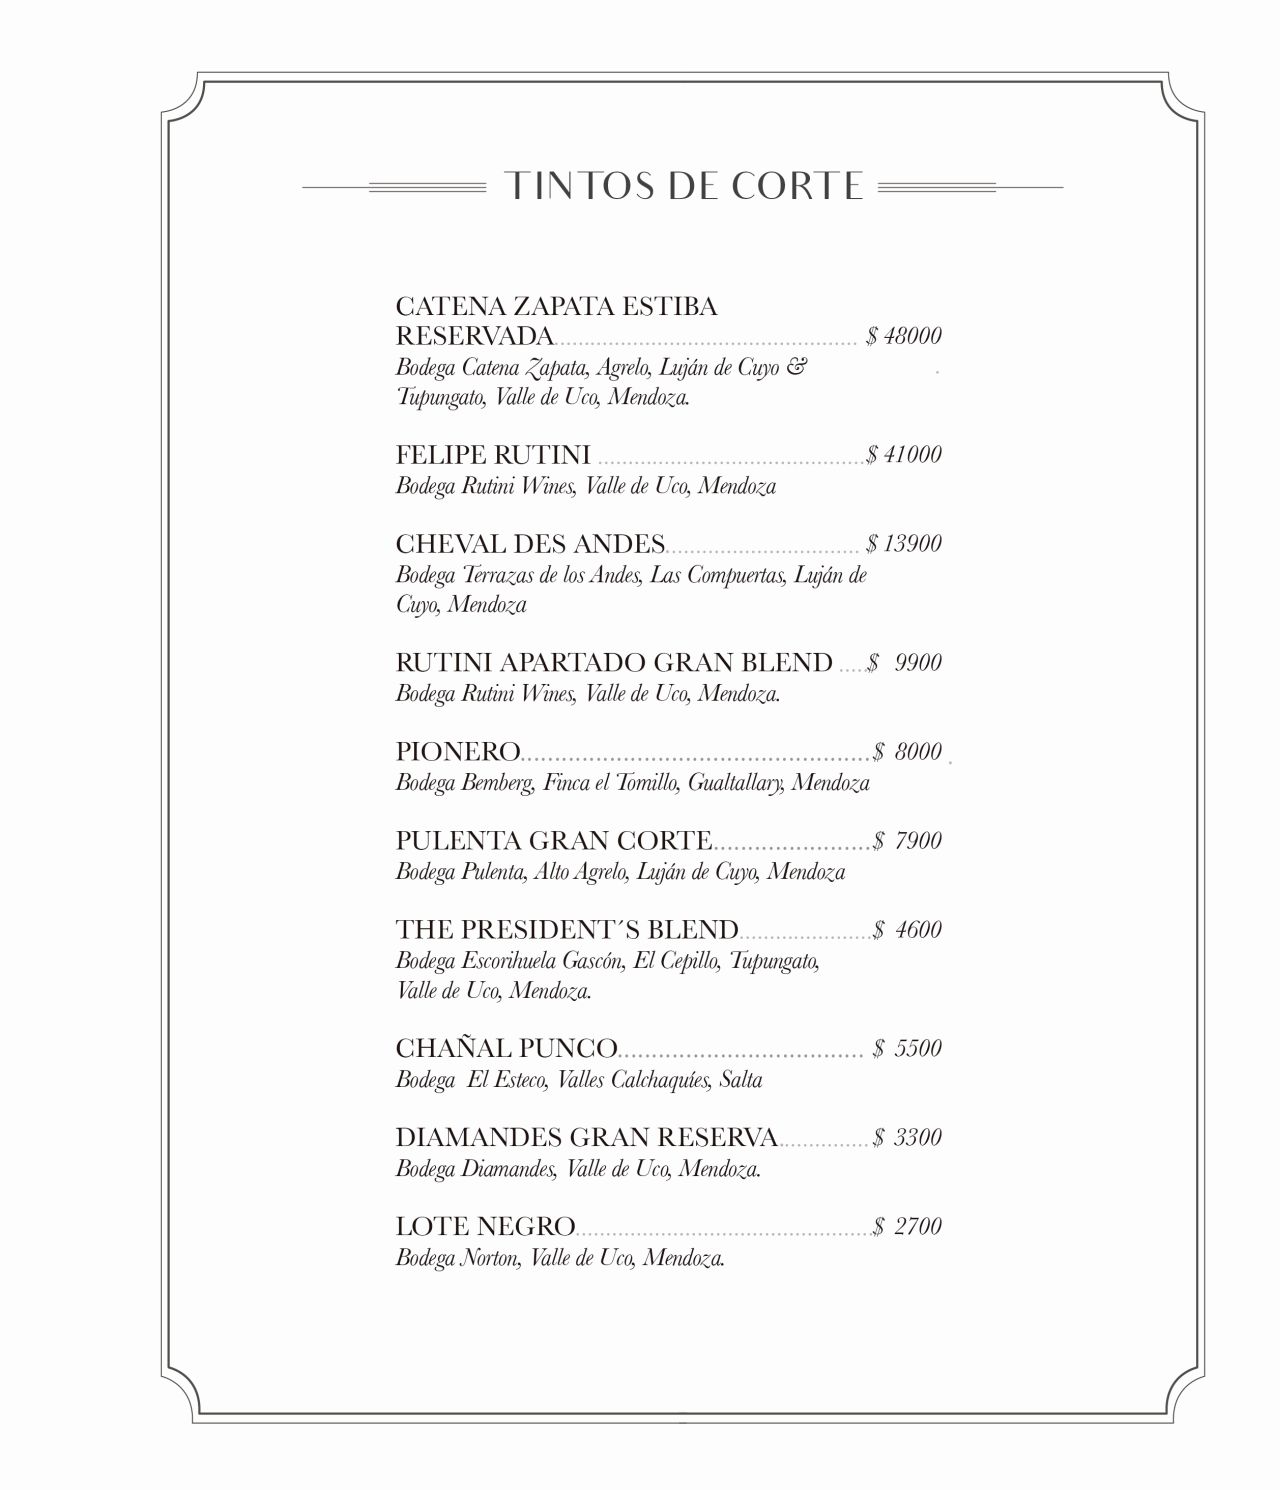 TINTOS DE CORTE
CATENA ZAPATA ESTIBA
RESERVADA.......................................... $ 48000
Bodega Catena Zapata, Agrelo, Luján de Cuyo &
Tupungato, Valle de Uco, Mendoza.
FELIPE RUTINI .....................................$ 41000
Bodega Rutini Wines, Valle de Uco, Mendoza
CHEVAL DES ANDES........................... $ 13900
Bodega Terrazas de los Andes, Las Compuertas, Luján de
Cuyo, Mendoza
RUTINI APARTADO GRAN BLEND ....$ 9900
Bodega Rutini Wines, Valle de Uco, Mendoza.
PIONERO.................................................$ 8000
Bodega Bemberg, Finca el Tomillo, Gualtallary, Mendoza
PULENTA GRAN CORTE......................$ 7900
Bodega Pulenta, Alto Agrelo, Luján de Cuyo, Mendoza
THE PRESIDENT´S BLEND..................$ 4600
Bodega Escorihuela Gascón, El Cepillo, Tupungato,
Valle de Uco, Mendoza.
CHAÑAL PUNCO.................................. $ 5500
Bodega El Esteco, Valles Calchaquíes, Salta
DIAMANDES GRAN RESERVA............$ 3300
Bodega Diamandes, Valle de Uco, Mendoza.
LOTE NEGRO.........................................$ 2700
Bodega Norton, Valle de Uco, Mendoza.